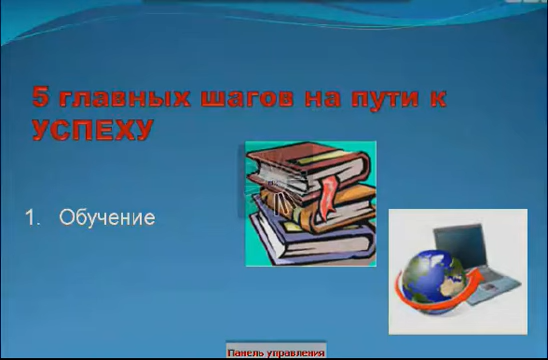 5 главных шагов на пути к
УСПЕХУ
1. Обучение
Панель управления